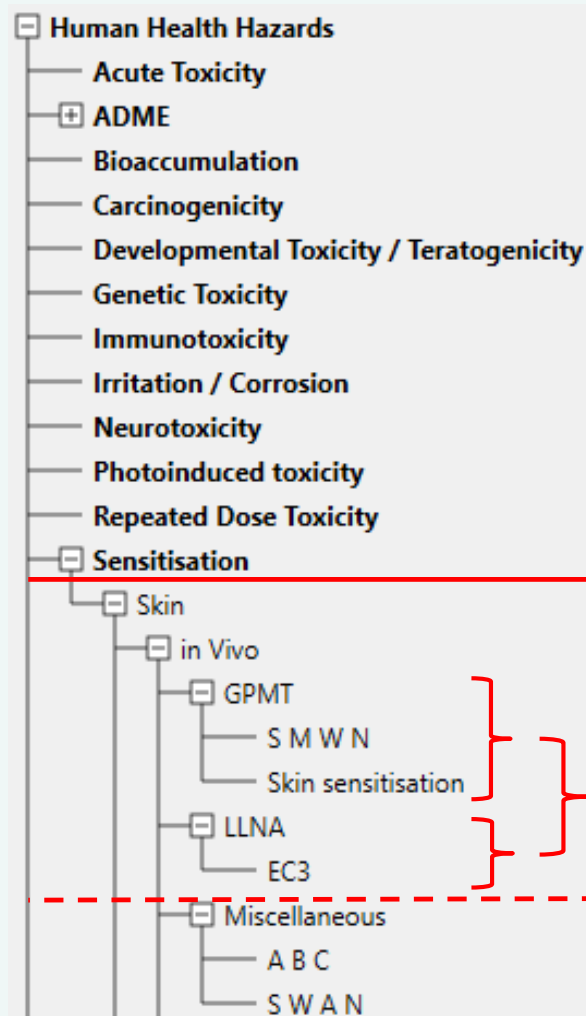 Human Health Hazards
Acute Toxicity
ADME
Bioaccumulation
Carcinogenicity
Developmental Toxicity / Teratogenicity
Genetic Toxicity
Immunotoxicity
Irritation / Corrosion
Neurotoxicity
Photoinduced toxicity
Repeated Dose Toxicity
Sensitisation
Skin
in Vivo
GPMT
S M W N
Skin sensitisation
LLNA
EC3
Miscellaneous
A B C
S W A N